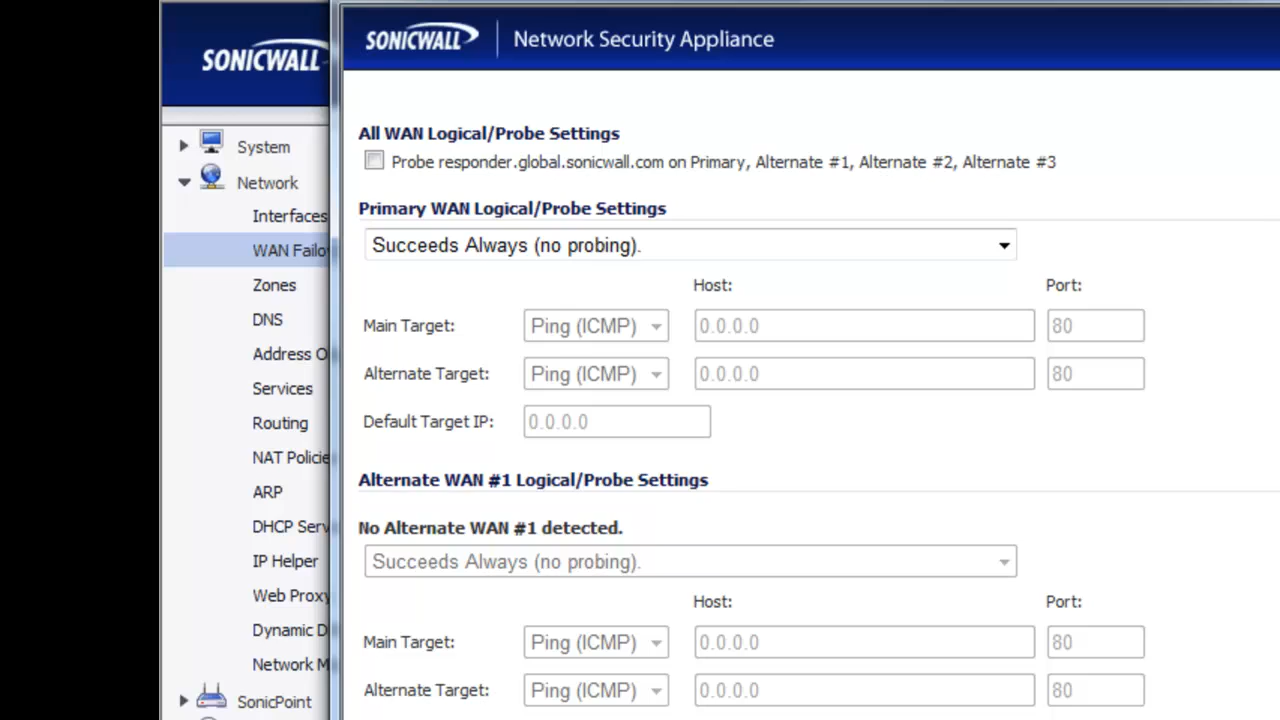 SONICWALL
SONICWALL | Network Security Appliance
System
Network
Interfaces
WAN Failo
Zones
DNS
Address O
Services
Routing
NAT Policie
ARP
DHCP Serv
IP Helper
Web Proxy
Dynamic D
Network M
SonicPoint
All WAN Logical/Probe Settings
Probe responder.global.sonicwall.com on Primary, Alternate #1, Alternate #2, Alternate #3
Primary WAN Logical/Probe Settings
Succeeds Always (no probing).
Host: Port:
Main Target: Ping (ICMP) 0.0.0.0 80
Alternate Target: Ping (ICMP) 0.0.0.0 80
Default Target IP: 0.0.0.0
Alternate WAN #1 Logical/Probe Settings
No Alternate WAN #1 detected.
Succeeds Always (no probing).
Host: Port:
Main Target: Ping (ICMP) 0.0.0.0 80
Alternate Target: Ping (ICMP) 0.0.0.0 80